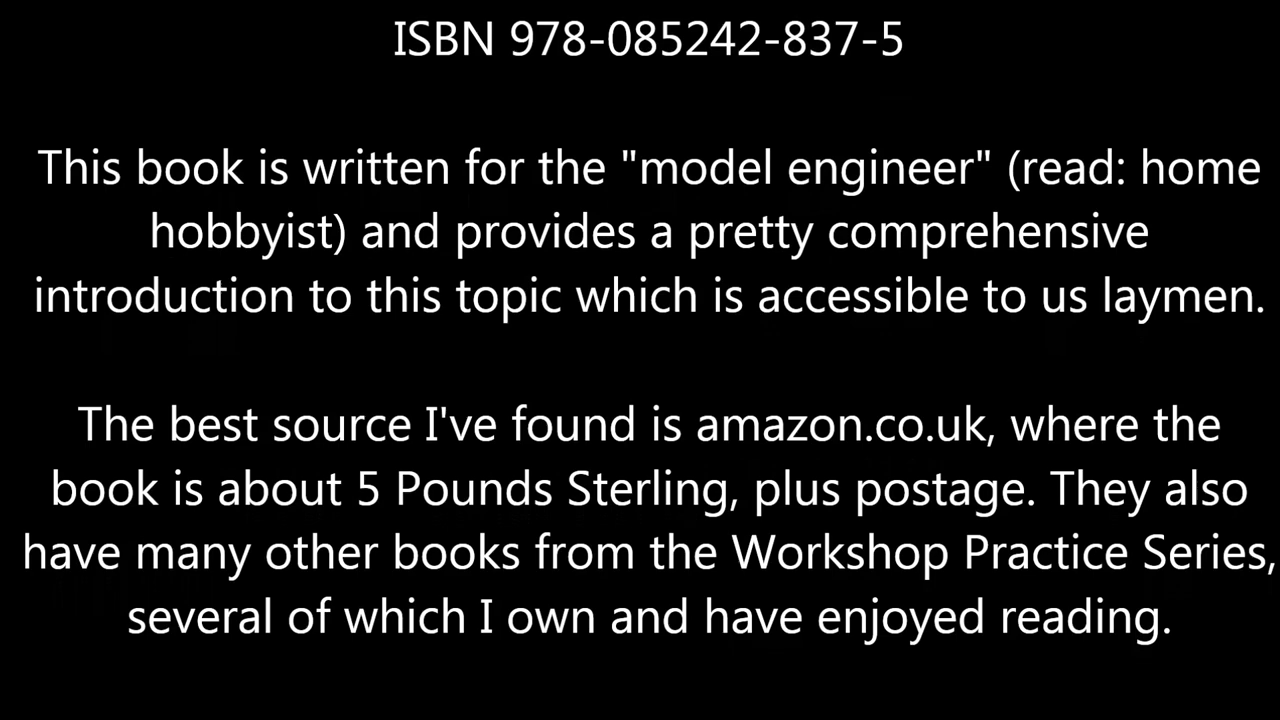 ISBN 978-085242-837-5
This book is written for the "model engineer" (read: home
hobbyist) and provides a pretty comprehensive
introduction to this topic which is accessible to us laymen.
The best source I've found is amazon.co.uk, where the
book is about 5 Pounds Sterling, plus postage. They also
have many other books from the Workshop Practice Series,
several of which I own and have enjoyed reading.